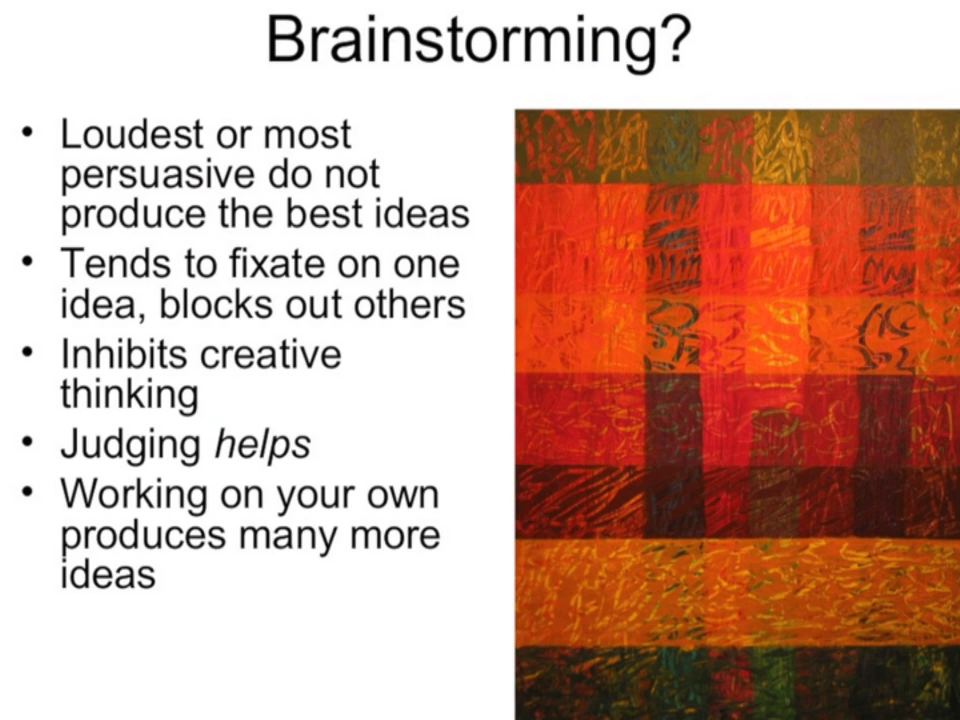 Brainstorming?
• Loudest or most
persuasive do not
produce the best ideas
• Tends to fixate on one
idea, blocks out others
• Inhibits creative
thinking
• Judging helps
• Working on your own
produces many more
ideas